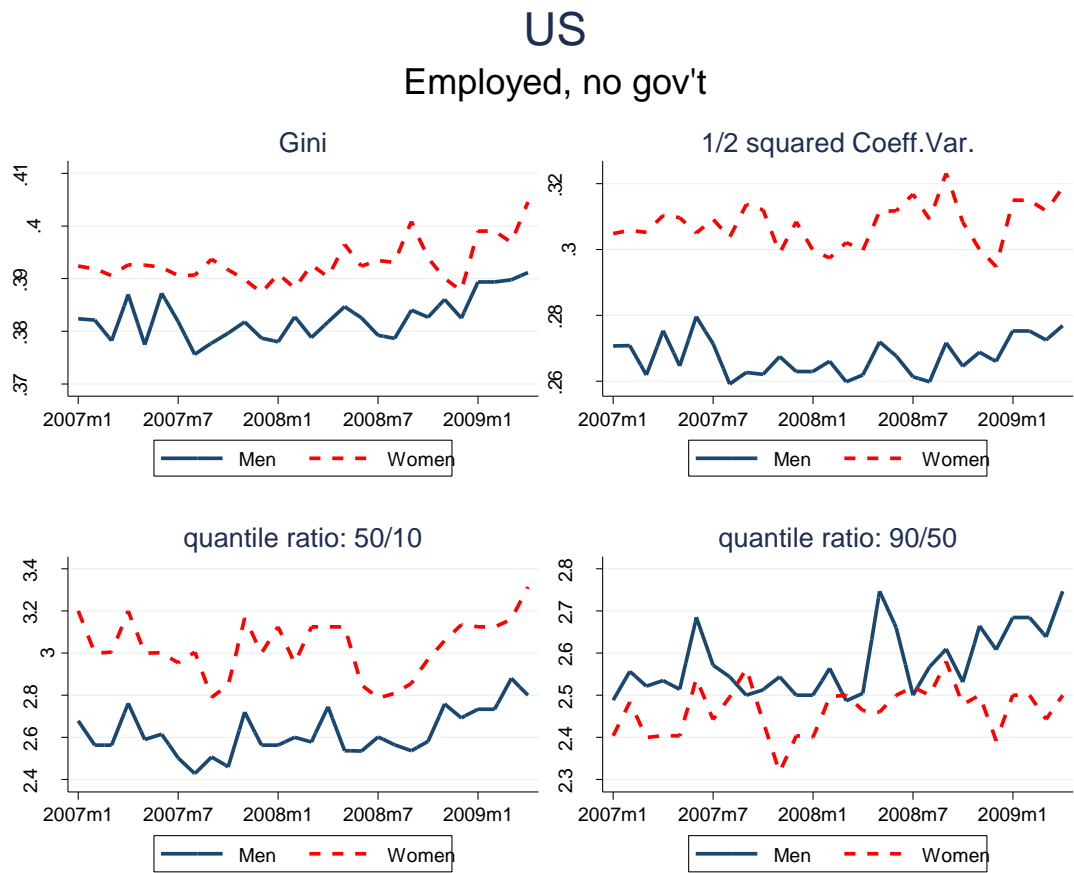 US
Employed, no gov't
Gini
.41
.4
.39
.38
.37
2007m1 2007m7 2008m1 2008m7 2009m1
Men Women
1/2 squared Coeff.Var.
.32
.3
.28
.26
2007m1 2007m7 2008m1 2008m7 2009m1
Men Women
quantile ratio: 50/10
3.4
3.2
3
2.8
2.6
2.4
2007m1 2007m7 2008m1 2008m7 2009m1
Men Women
quantile ratio: 90/50
2.8
2.7
2.6
2.5
2.4
2.3
2007m1 2007m7 2008m1 2008m7 2009m1
Men Women